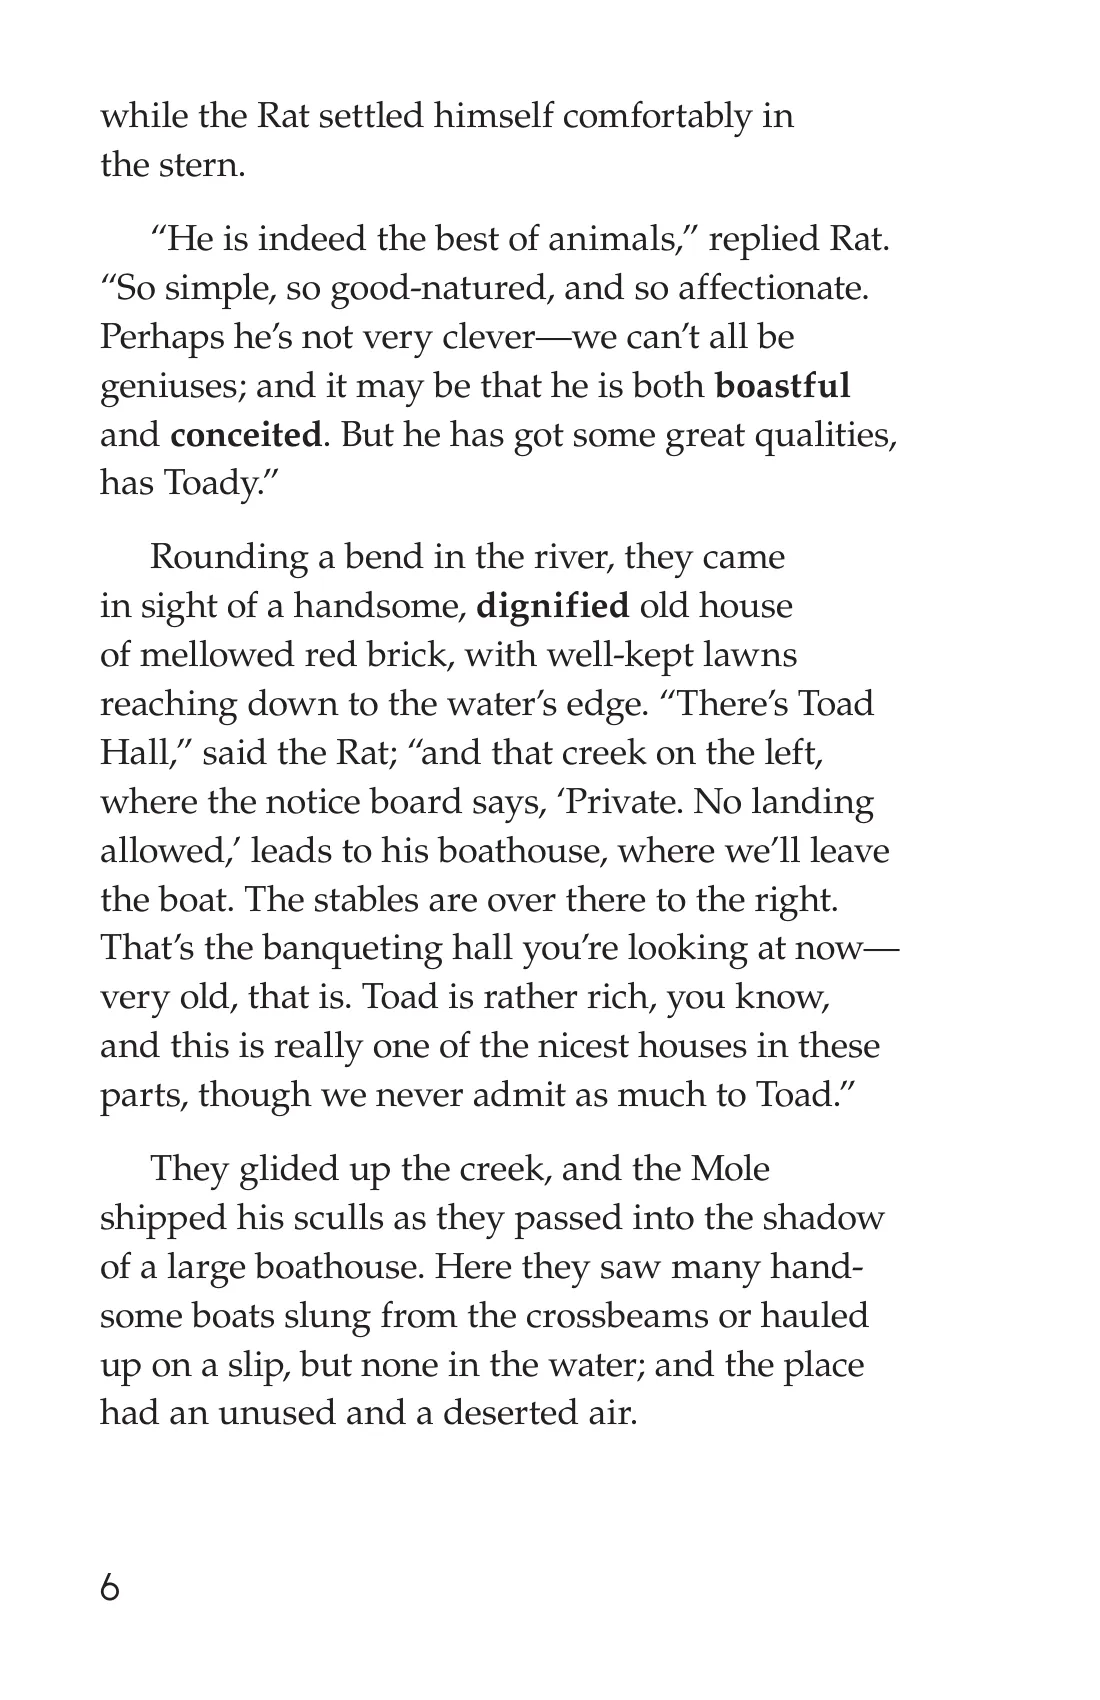 while the Rat settled himself comfortably in
the stern.
“He is indeed the best of animals,” replied Rat.
“So simple, so good-natured, and so affectionate.
Perhaps he’s not very clever—we can’t all be
geniuses; and it may be that he is both boastful
and conceited. But he has got some great qualities,
has Toady.”
Rounding a bend in the river, they came
in sight of a handsome, dignified old house
of mellowed red brick, with well-kept lawns
reaching down to the water’s edge. “There’s Toad
Hall,” said the Rat; “and that creek on the left,
where the notice board says, ‘Private. No landing
allowed,’ leads to his boathouse, where we’ll leave
the boat. The stables are over there to the right.
That’s the banqueting hall you’re looking at now—
very old, that is. Toad is rather rich, you know,
and this is really one of the nicest houses in these
parts, though we never admit as much to Toad.”
They glided up the creek, and the Mole
shipped his sculls as they passed into the shadow
of a large boathouse. Here they saw many hand-
some boats slung from the crossbeams or hauled
up on a slip, but none in the water; and the place
had an unused and a deserted air.
6